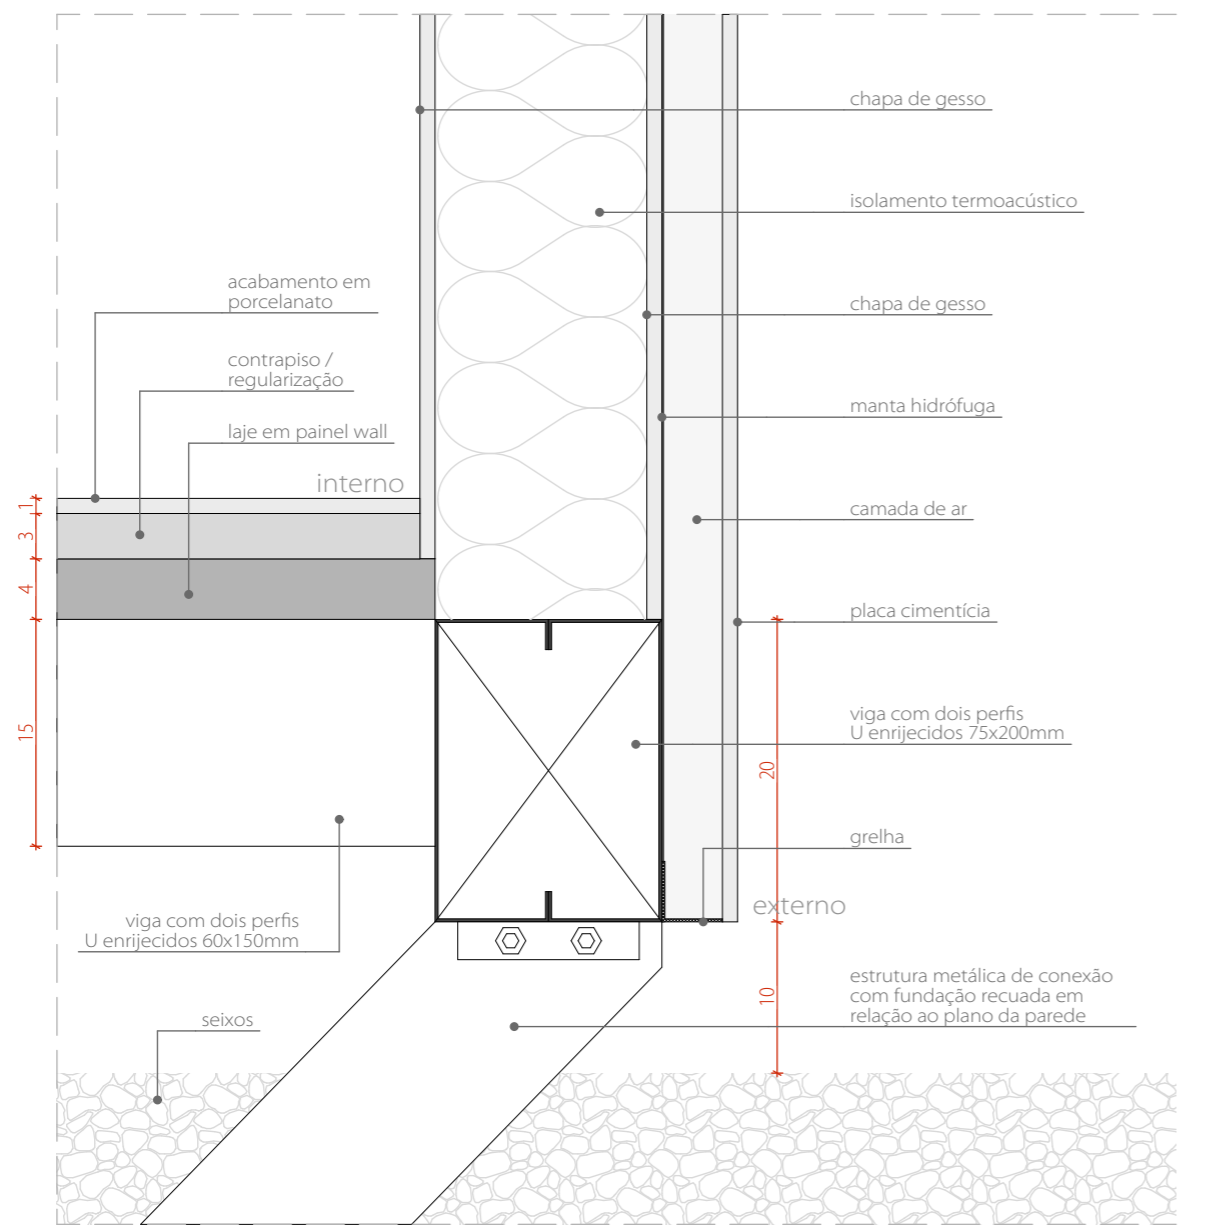 chapa de gesso
isolamento termoacústico
acabamento em
porcelanato
chapa de gesso
contrapiso /
regularização
manta hidrófuga
laje em painel wall
interno
1
camada de ar
3
4
placa cimentícia
viga com dois perfis
U enrijecidos 75x200mm
15
20
grelha
externo
viga com dois perfis
U enrijecidos 60x150mm
estrutura metálica de conexão
com fundação recuada em
relação ao plano da parede
10
seixos